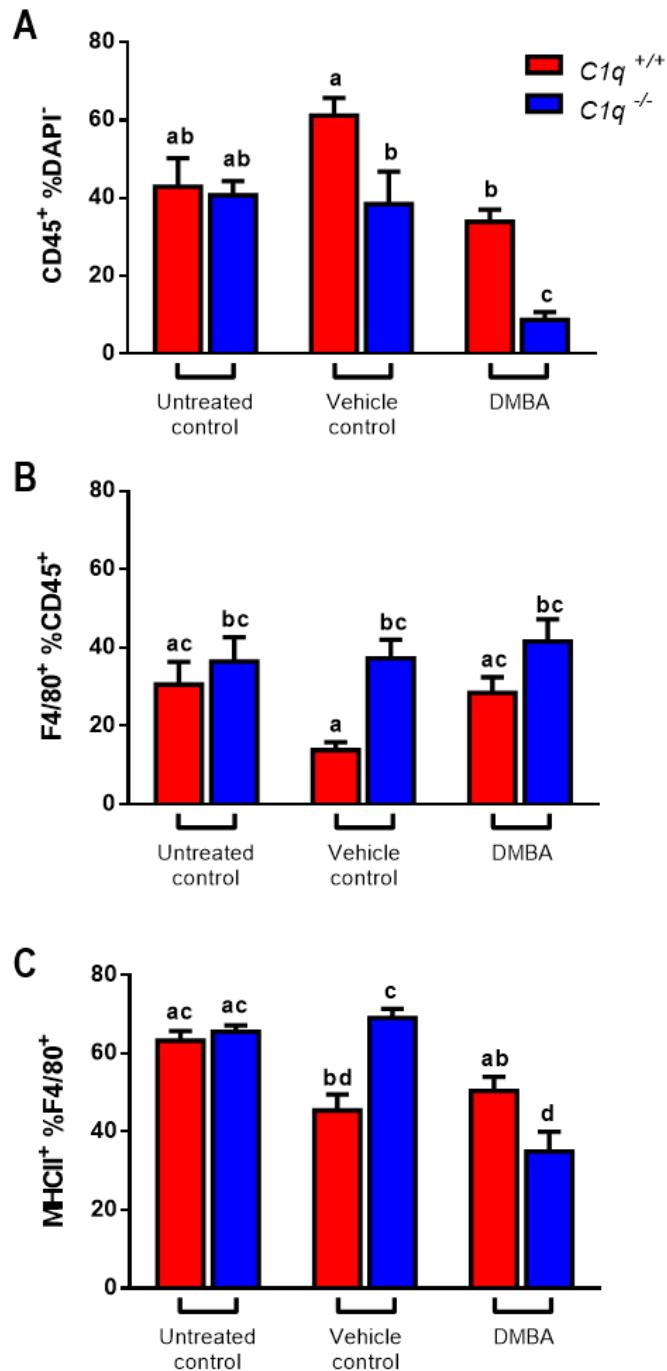 A
80
60
40
20
0
CD45⁺ %DAPI⁻
C1q ⁺/⁺
C1q ⁻/⁻
ab
ab
a
b
b
c
Untreated
control
Vehicle
control
DMBA
B
80
60
40
20
0
F4/80⁺ %CD45⁺
ac
bc
a
bc
ac
bc
Untreated
control
Vehicle
control
DMBA
C
80
60
40
20
0
MHCII⁺ %F4/80⁺
ac
ac
bd
c
ab
d
Untreated
control
Vehicle
control
DMBA